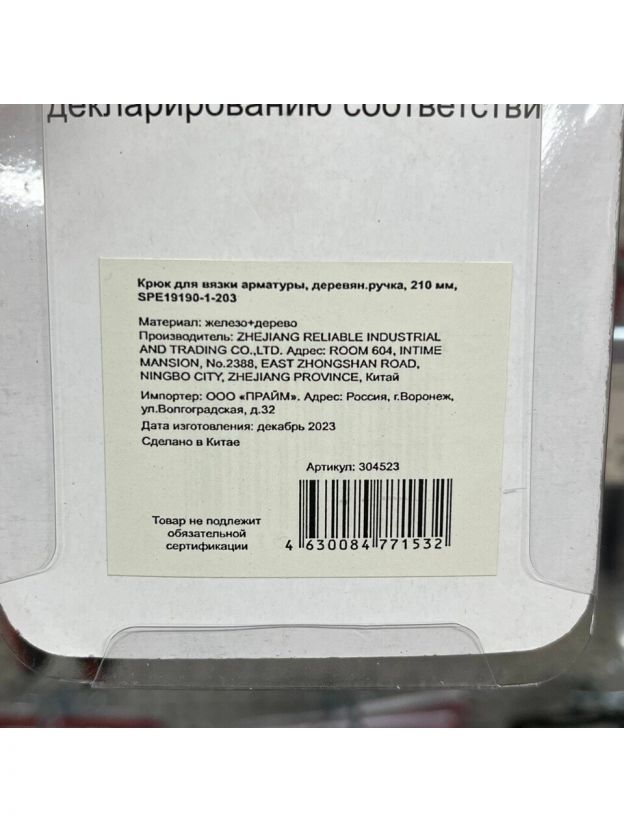 декларированию соответстви
Крюк для вязки арматуры, деревян.ручка, 210 мм,
SPE19190-1-203
Материал: железо+дерево
Производитель: ZHEJIANG RELIABLE INDUSTRIAL
AND TRADING CO.,LTD. Адрес: ROOM 604, INTIME
MANSION, No.2388, EAST ZHONGSHAN ROAD,
NINGBO CITY, ZHEJIANG PROVINCE, Китай
Импортер: ООО «ПРАЙМ». Адрес: Россия, г.Воронеж,
ул.Волгоградская, д.32
Дата изготовления: декабрь 2023
Сделано в Китае
Артикул: 304523
Товар не подлежит
обязательной
сертификации
4 630084 771532